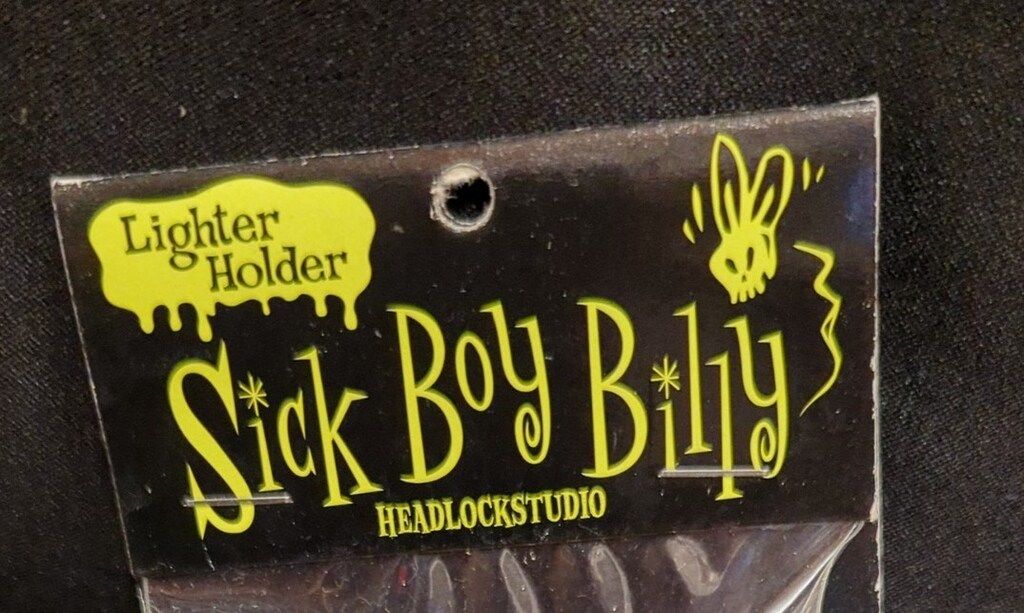 Lighter
Holder
Sick Boy Billy
HEADLOCKSTUDIO